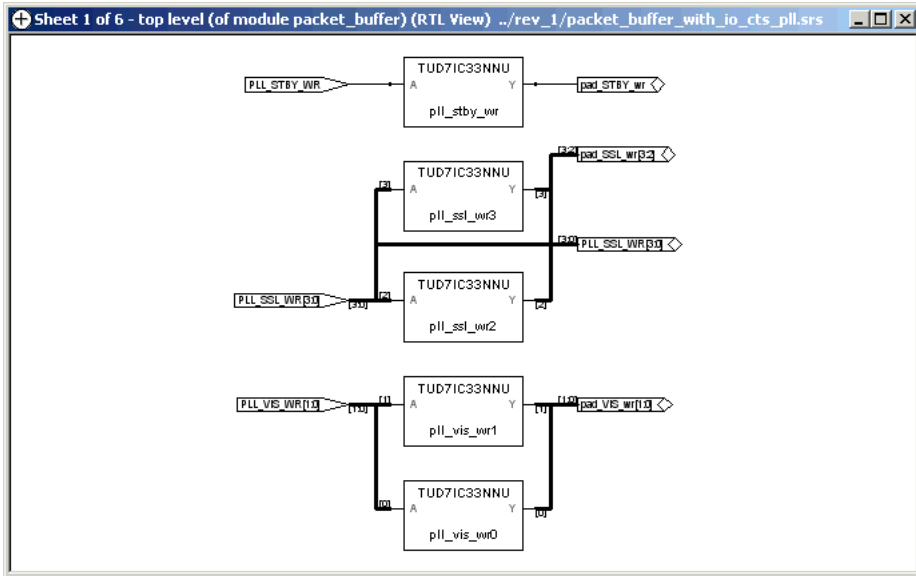 Sheet 1 of 6 - top level (of module packet_buffer) (RTL View) ../rev_1/packet_buffer_with_io_cts_pll.srs
TUD7IC33NNU
PLL_STBY_WR
A Y
pad_STBY_wr
pll_stby_wr
[3:2] pad_SSL_wr[3:2]
TUD7IC33NNU
[3] A Y [3]
pll_ssl_wr3
[3:0] PLL_SSL_WR[3:0]
TUD7IC33NNU
PLL_SSL_WR[3:0] [3:0] [2] A Y [2]
pll_ssl_wr2
TUD7IC33NNU
PLL_VIS_WR[1:0] [1:0] [1] A Y [1] [1:0] pad_VIS_wr[1:0]
pll_vis_wr1
TUD7IC33NNU
[0] A Y [0]
pll_vis_wr0